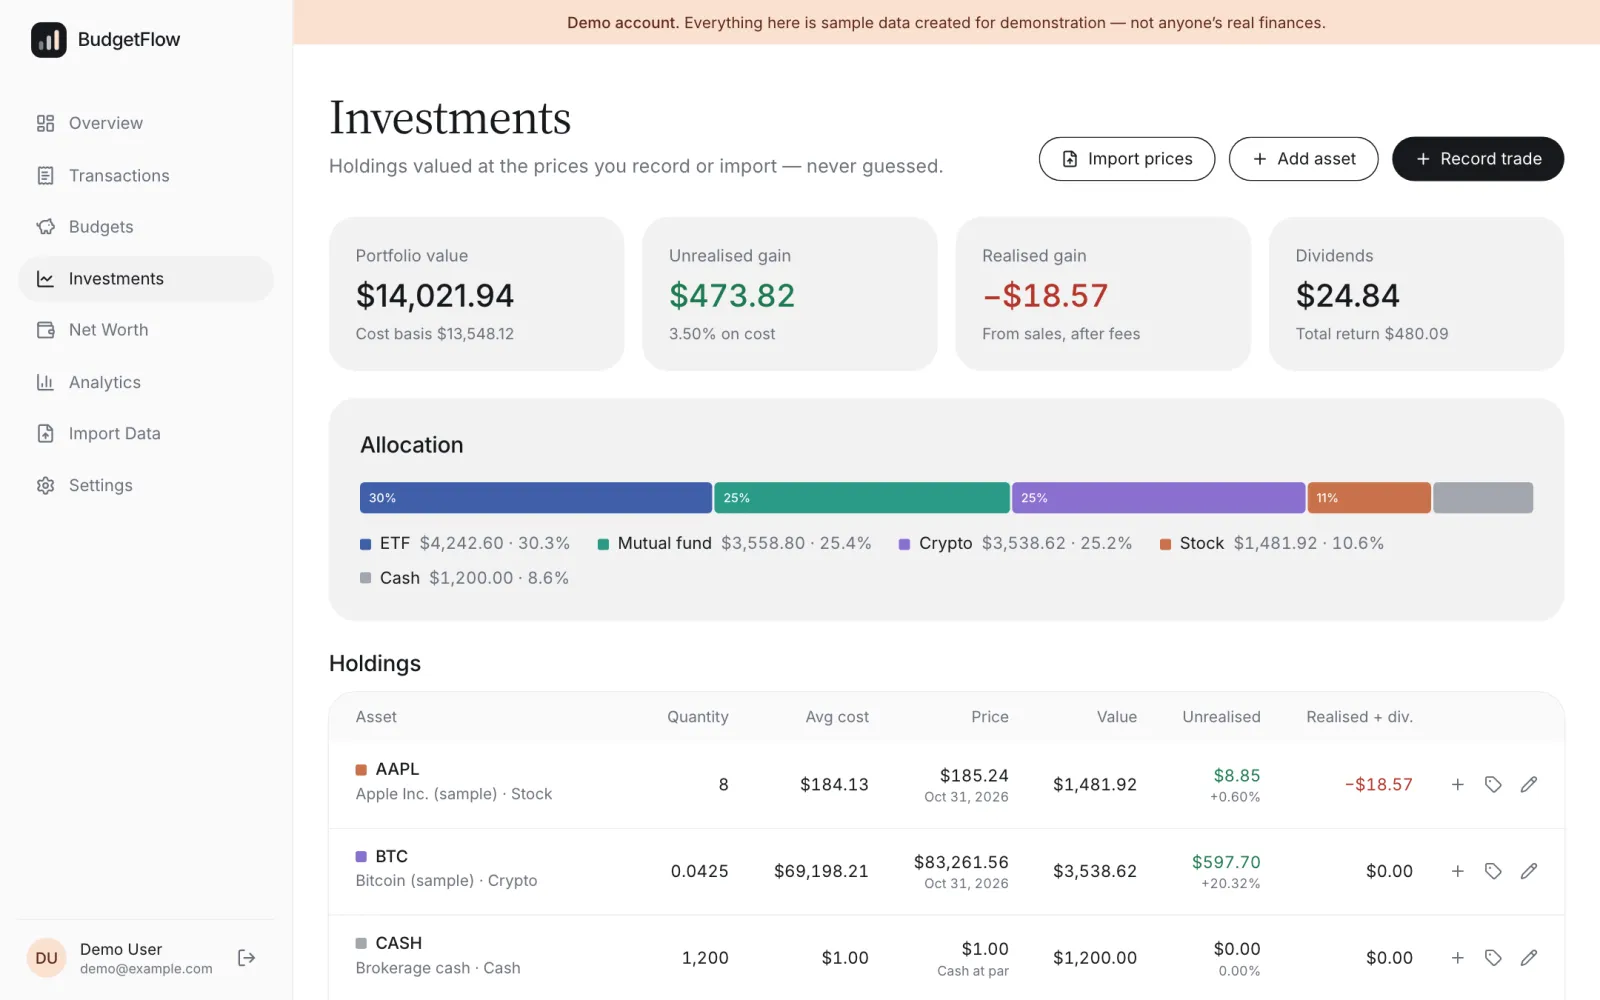 BudgetFlow
Demo account. Everything here is sample data created for demonstration — not anyone’s real finances.
Overview
Transactions
Budgets
Investments
Net Worth
Analytics
Import Data
Settings
Demo User
demo@example.com
DU
Investments
Holdings valued at the prices you record or import — never guessed.
Import prices
Add asset
Record trade
Portfolio value
$14,021.94
Cost basis $13,548.12
Unrealised gain
$473.82
3.50% on cost
Realised gain
−$18.57
From sales, after fees
Dividends
$24.84
Total return $480.09
Allocation
30% 25% 25% 11%
ETF $4,242.60 · 30.3% Mutual fund $3,558.80 · 25.4% Crypto $3,538.62 · 25.2% Stock $1,481.92 · 10.6%
Cash $1,200.00 · 8.6%
Holdings
Asset Quantity Avg cost Price Value Unrealised Realised + div.
AAPL
Apple Inc. (sample) · Stock
8 $184.13 $185.24 $1,481.92 $8.85 −$18.57
Oct 31, 2026 +0.60%
BTC
Bitcoin (sample) · Crypto
0.0425 $69,198.21 $83,261.56 $3,538.62 $597.70 $0.00
Oct 31, 2026 +20.32%
CASH
Brokerage cash · Cash
1,200 $1.00 $1.00 $1,200.00 $0.00 $0.00
Cash at par 0.00%